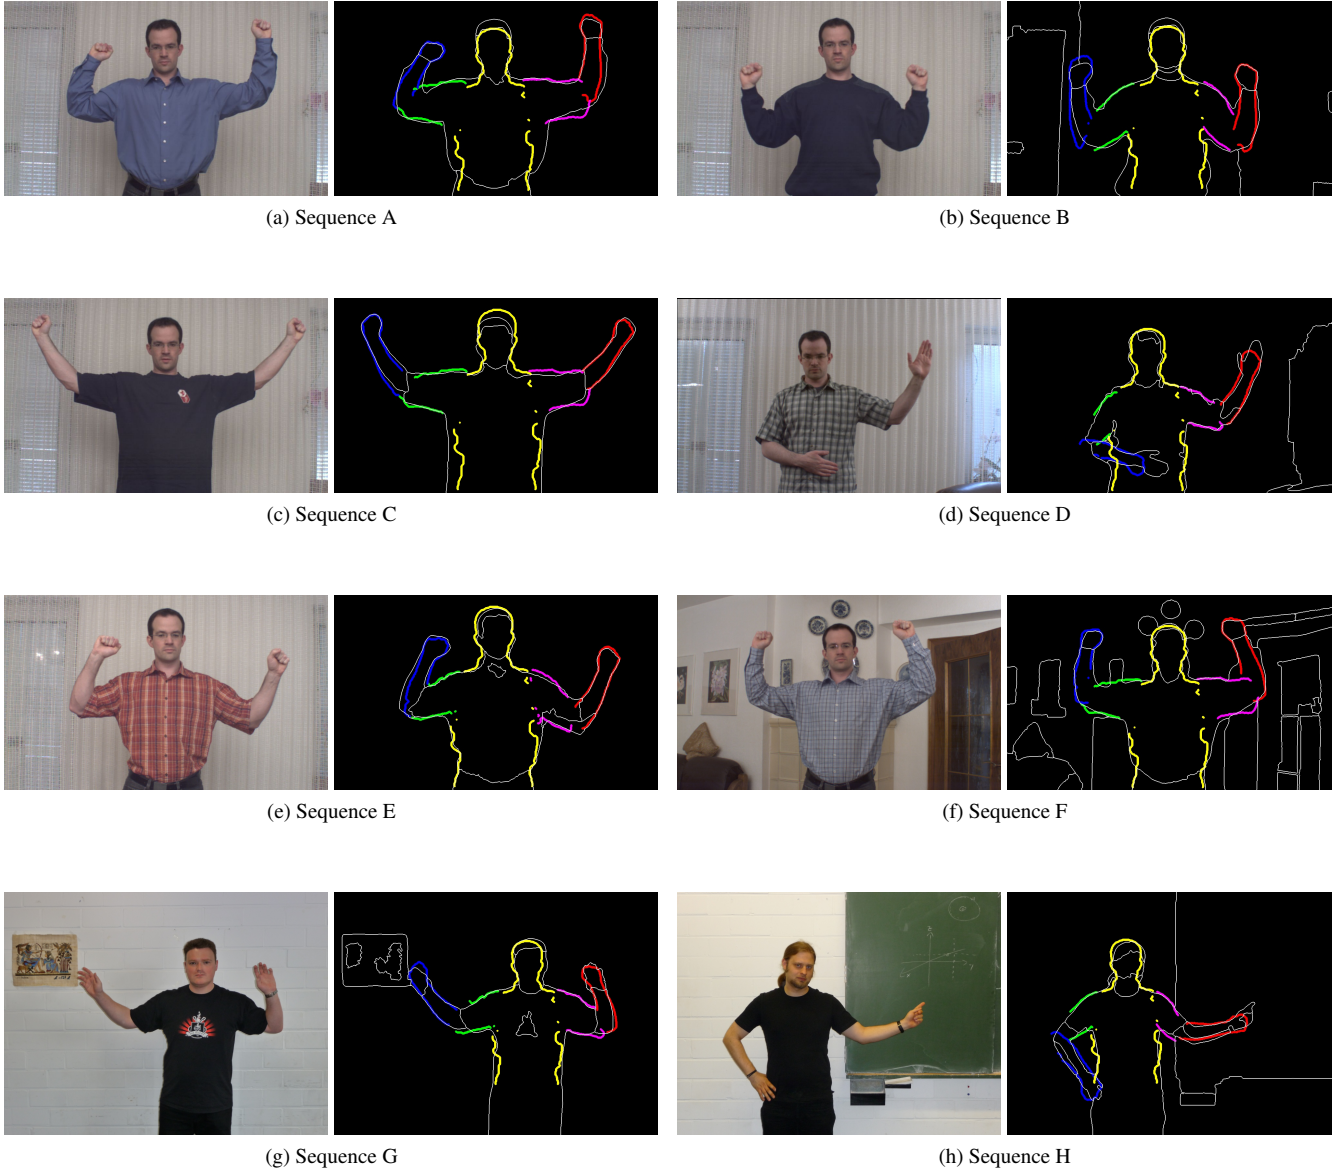 (a) Sequence A
(b) Sequence B
(c) Sequence C
(d) Sequence D
(e) Sequence E
(f) Sequence F
(g) Sequence G
(h) Sequence H